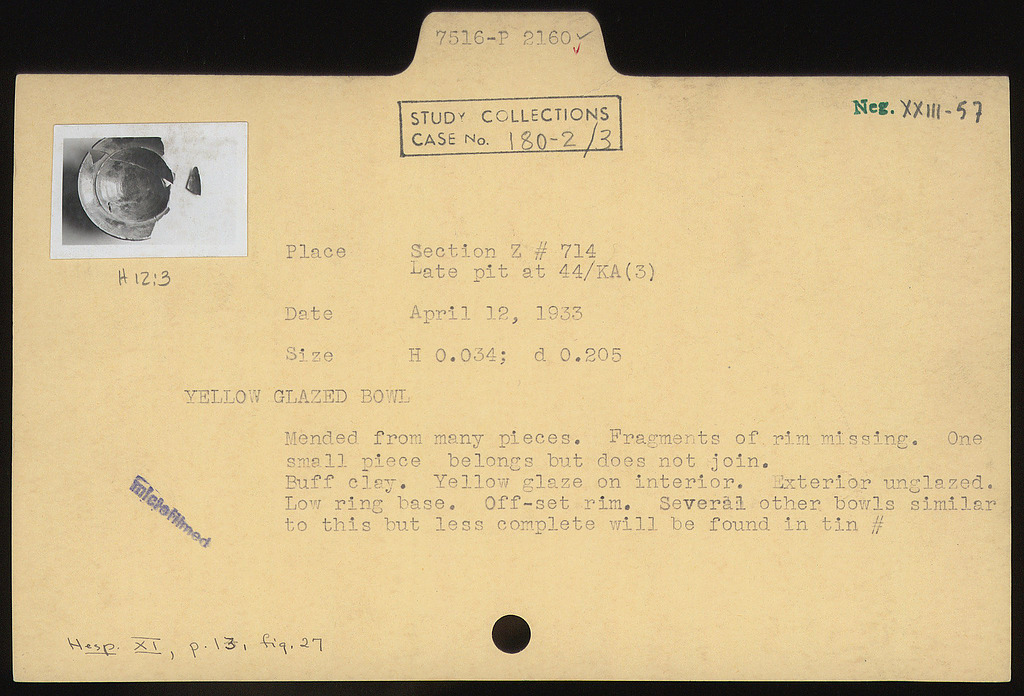 7516-P 2160 ✓
STUDY COLLECTIONS
CASE No. 180-2/3
Neg. XXIII-57
H 12:3
Place Section Z # 714
Late pit at 44/KA(3)
Date April 12, 1933
Size H 0.034; d 0.205
YELLOW GLAZED BOWL
Mended from many pieces. Fragments of rim missing. One
small piece belongs but does not join.
Buff clay. Yellow glaze on interior. Exterior unglazed.
Low ring base. Off-set rim. Several other bowls similar
to this but less complete will be found in tin #
microfilmed
Hesp. XI, p. 13, fig. 27